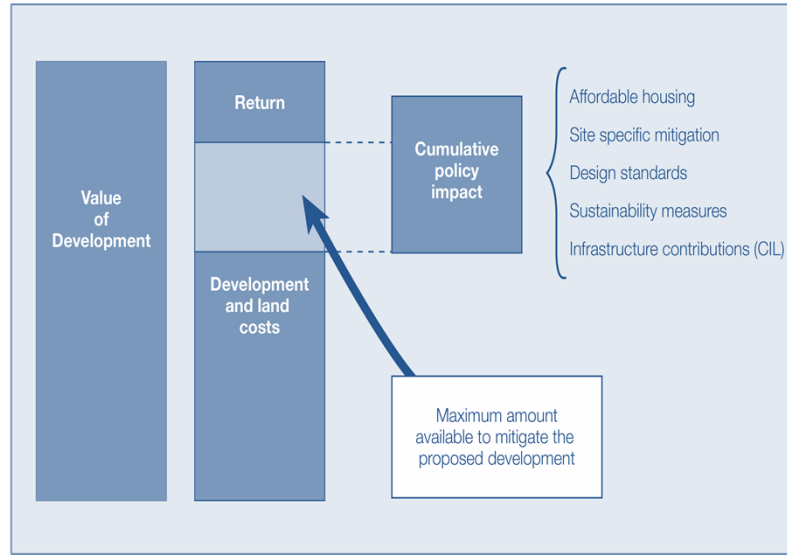 Value
of
Development
Return
Development
and land
costs
Cumulative
policy
impact
Affordable housing
Site specific mitigation
Design standards
Sustainability measures
Infrastructure contributions (CIL)
Maximum amount
available to mitigate the
proposed development